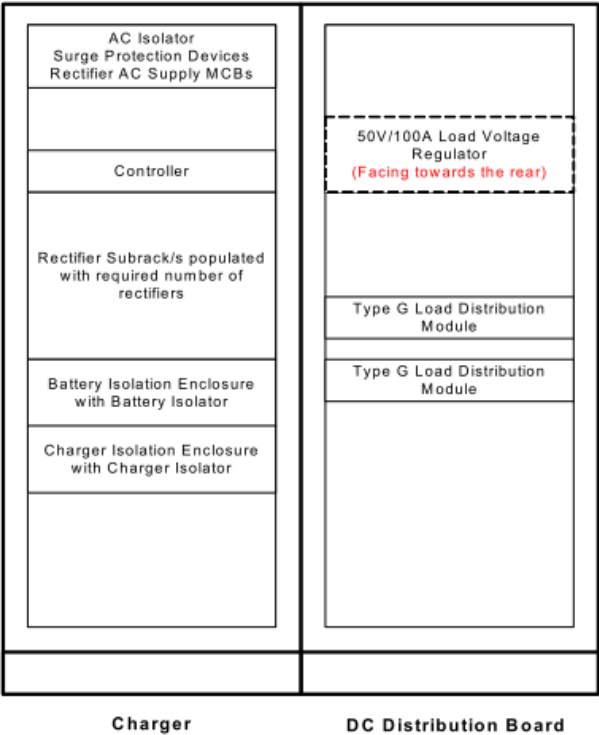 AC Isolator
Surge Protection Devices
Rectifier AC Supply MCBs
Controller
Rectifier Subrack/s populated
with required number of
rectifiers
Battery Isolation Enclosure
with Battery Isolator
Charger Isolation Enclosure
with Charger Isolator
Charger
50V/100A Load Voltage
Regulator
(Facing towards the rear)
Type G Load Distribution
Module
Type G Load Distribution
Module
DC Distribution Board